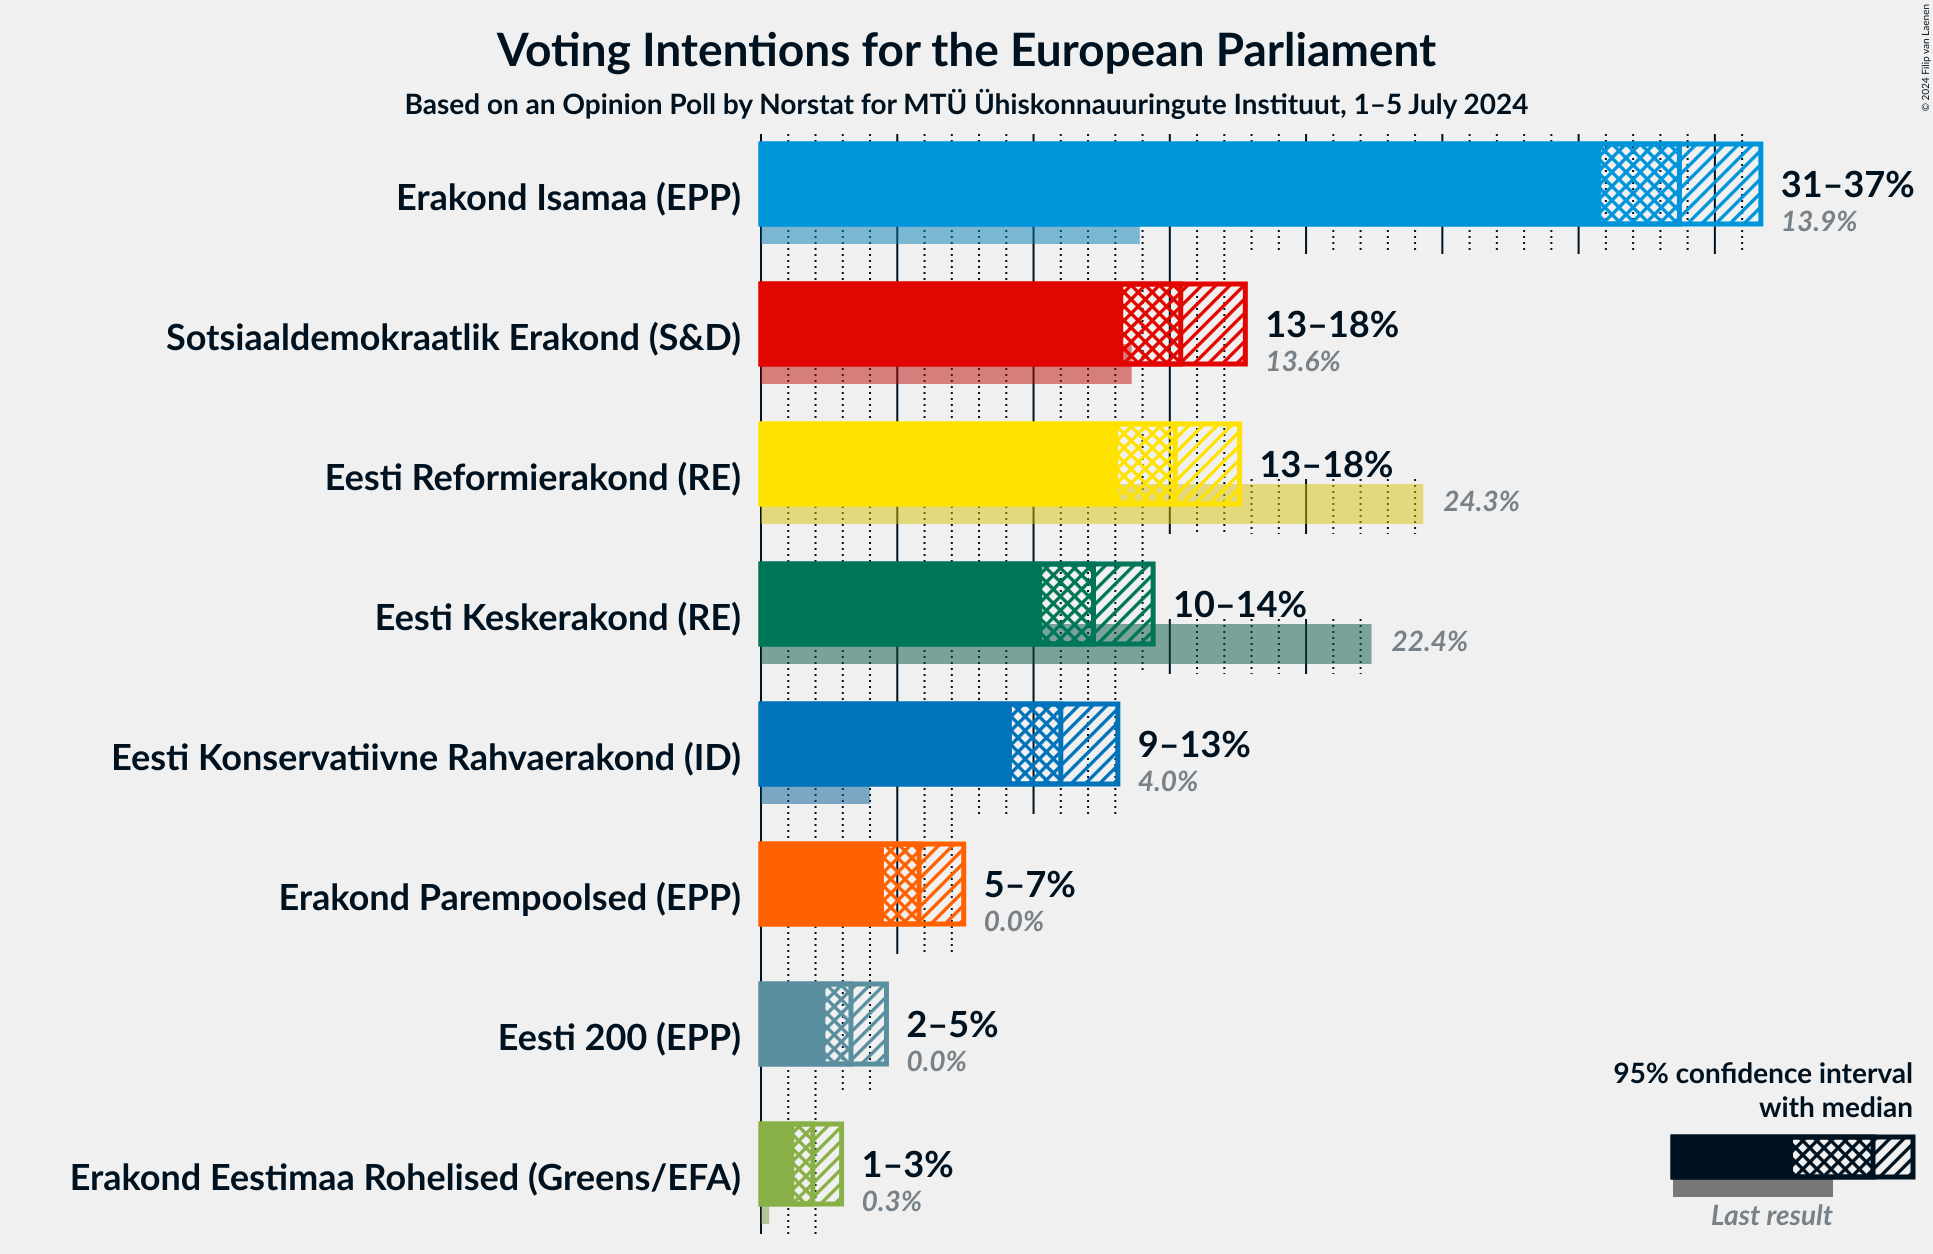 Voting Intentions for the European Parliament
Based on an Opinion Poll by Norstat for MTÜ Ühiskonnauuringute Instituut, 1–5 July 2024
© 2024 Filip van Laenen
Erakond Isamaa (EPP)
31–37%
13.9%
Sotsiaaldemokraatlik Erakond (S&D)
13–18%
13.6%
Eesti Reformierakond (RE)
13–18%
24.3%
Eesti Keskerakond (RE)
10–14%
22.4%
Eesti Konservatiivne Rahvaerakond (ID)
9–13%
4.0%
Erakond Parempoolsed (EPP)
5–7%
0.0%
Eesti 200 (EPP)
2–5%
0.0%
Erakond Eestimaa Rohelised (Greens/EFA)
1–3%
0.3%
95% confidence interval
with median
Last result